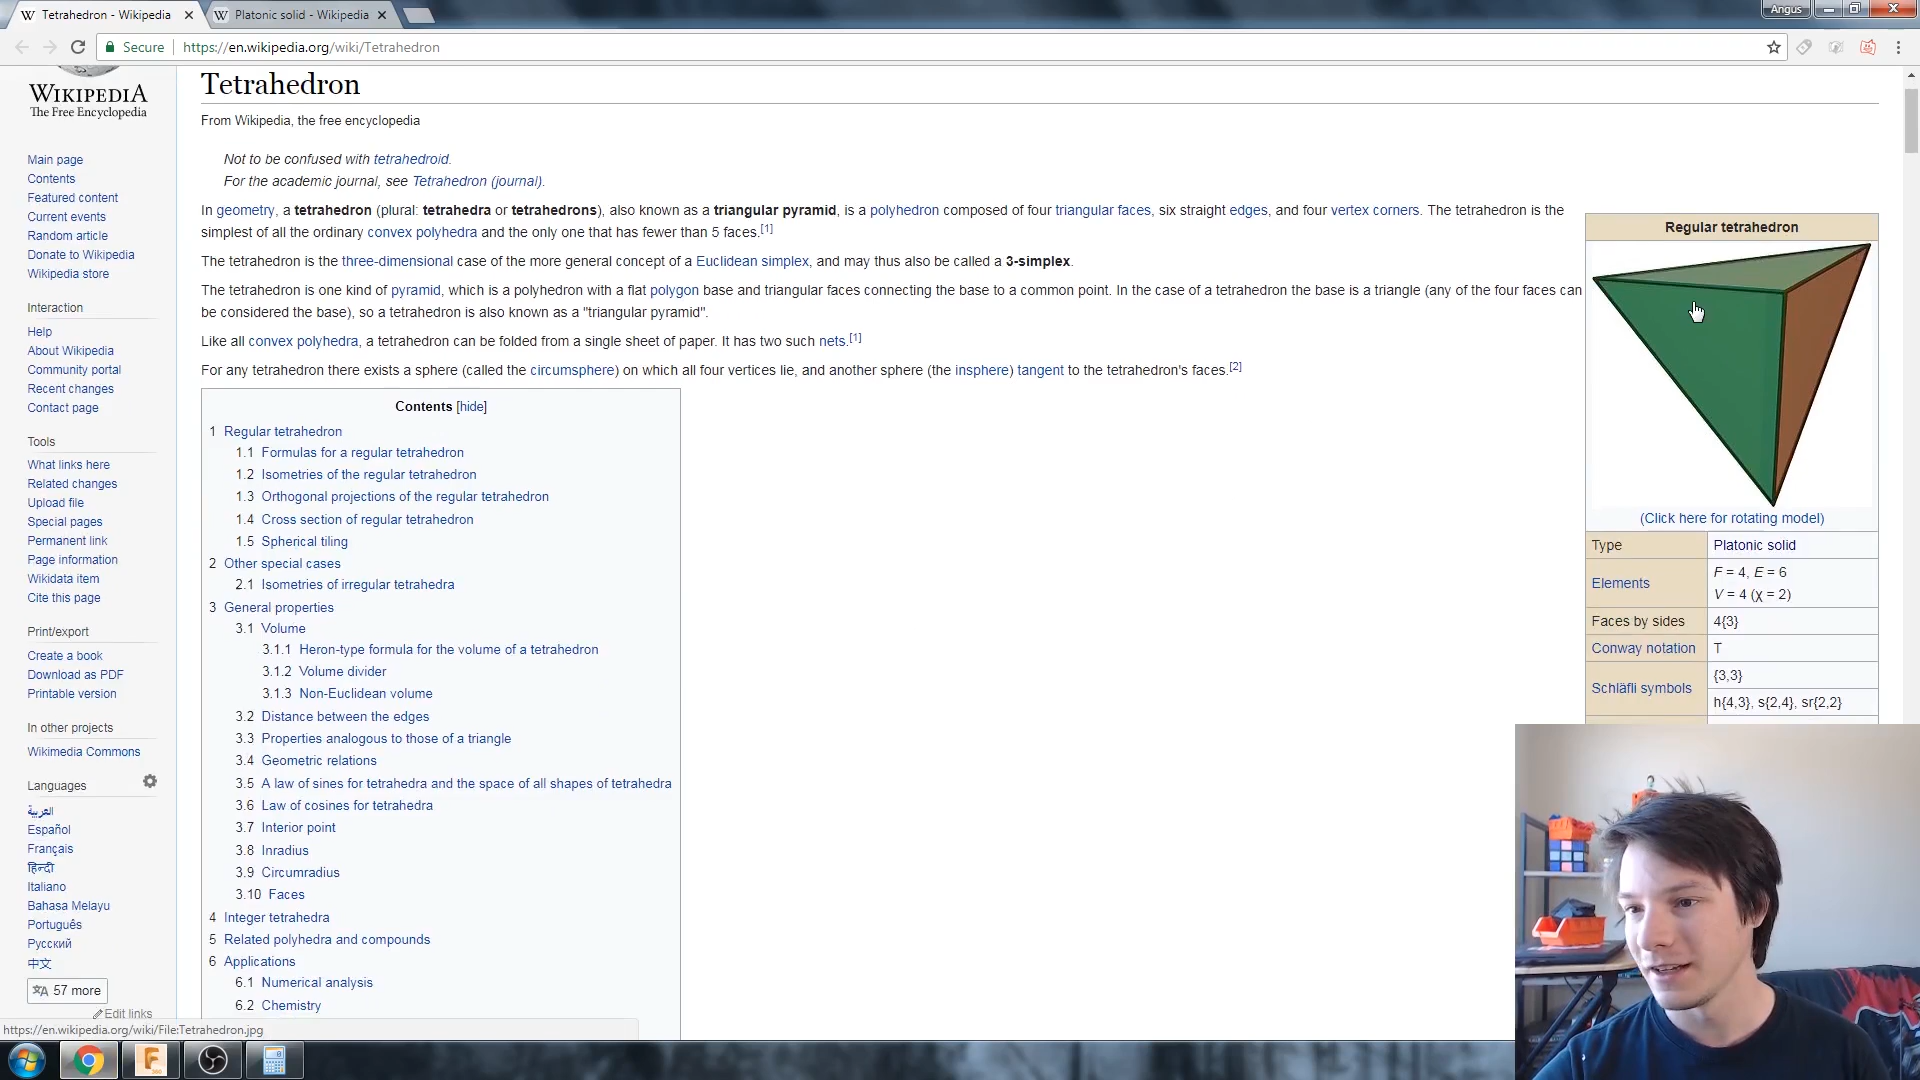 Tetrahedron - Wikipedia
Platonic solid - Wikipedia
Angus
Secure
https://en.wikipedia.org/wiki/Tetrahedron
WIKIPEDIA
The Free Encyclopedia
Main page
Contents
Featured content
Current events
Random article
Donate to Wikipedia
Wikipedia store
Interaction
Help
About Wikipedia
Community portal
Recent changes
Contact page
Tools
What links here
Related changes
Upload file
Special pages
Permanent link
Page information
Wikidata item
Cite this page
Print/export
Create a book
Download as PDF
Printable version
In other projects
Wikimedia Commons
Languages
العربية
Español
Français
हिन्दी
Italiano
Bahasa Melayu
Português
Русский
中文
57 more
Edit links
Tetrahedron
From Wikipedia, the free encyclopedia
Not to be confused with tetrahedroid.
For the academic journal, see Tetrahedron (journal).
In geometry, a tetrahedron (plural: tetrahedra or tetrahedrons), also known as a triangular pyramid, is a polyhedron composed of four triangular faces, six straight edges, and four vertex corners. The tetrahedron is the
simplest of all the ordinary convex polyhedra and the only one that has fewer than 5 faces.[1]
The tetrahedron is the three-dimensional case of the more general concept of a Euclidean simplex, and may thus also be called a 3-simplex.
The tetrahedron is one kind of pyramid, which is a polyhedron with a flat polygon base and triangular faces connecting the base to a common point. In the case of a tetrahedron the base is a triangle (any of the four faces can
be considered the base), so a tetrahedron is also known as a "triangular pyramid".
Like all convex polyhedra, a tetrahedron can be folded from a single sheet of paper. It has two such nets.[1]
For any tetrahedron there exists a sphere (called the circumsphere) on which all four vertices lie, and another sphere (the insphere) tangent to the tetrahedron's faces.[2]
Contents [hide]
1 Regular tetrahedron
1.1 Formulas for a regular tetrahedron
1.2 Isometries of the regular tetrahedron
1.3 Orthogonal projections of the regular tetrahedron
1.4 Cross section of regular tetrahedron
1.5 Spherical tiling
2 Other special cases
2.1 Isometries of irregular tetrahedra
3 General properties
3.1 Volume
3.1.1 Heron-type formula for the volume of a tetrahedron
3.1.2 Volume divider
3.1.3 Non-Euclidean volume
3.2 Distance between the edges
3.3 Properties analogous to those of a triangle
3.4 Geometric relations
3.5 A law of sines for tetrahedra and the space of all shapes of tetrahedra
3.6 Law of cosines for tetrahedra
3.7 Interior point
3.8 Inradius
3.9 Circumradius
3.10 Faces
4 Integer tetrahedra
5 Related polyhedra and compounds
6 Applications
6.1 Numerical analysis
6.2 Chemistry
Regular tetrahedron
(Click here for rotating model)
Type Platonic solid
Elements F = 4, E = 6
V = 4 (χ = 2)
Faces by sides 4{3}
Conway notation T
Schläfli symbols {3,3}
h{4,3}, s{2,4}, sr{2,2}
https://en.wikipedia.org/wiki/File:Tetrahedron.jpg